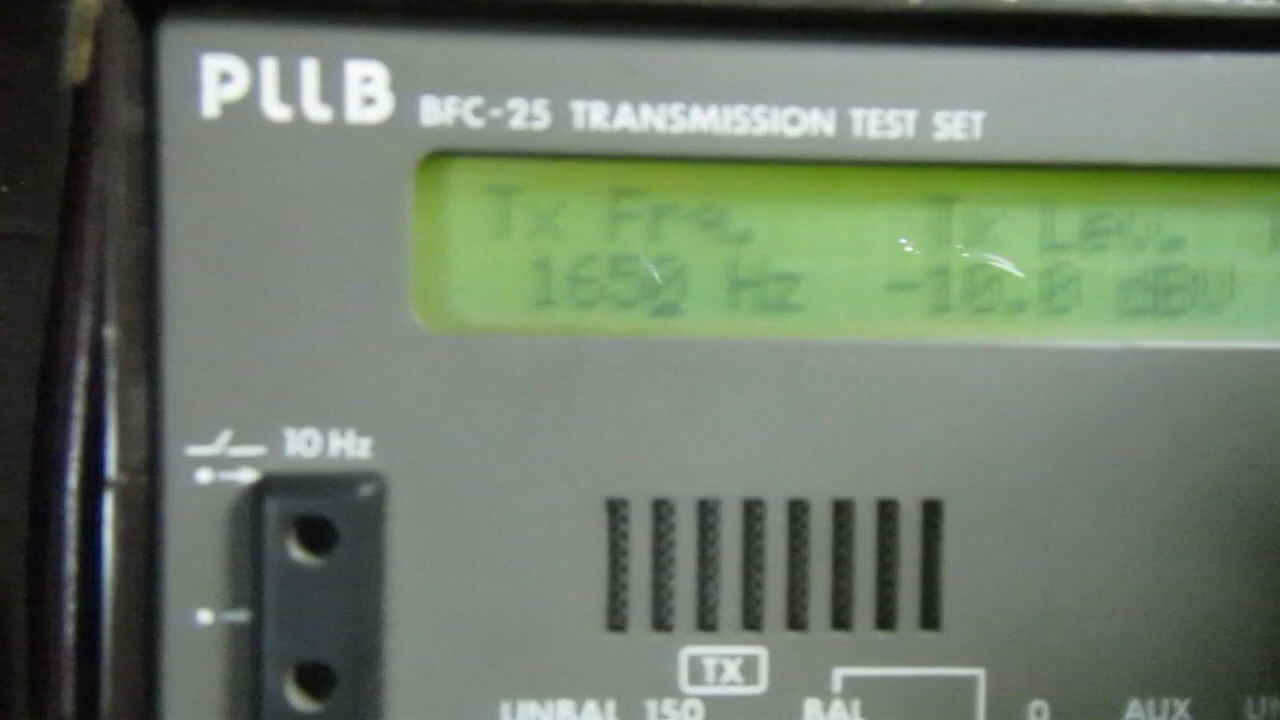 PLLB BFC-25 TRANSMISSION TEST SET
Tx Frq. Tx Lev.
1650 Hz -10.0 dBV
10 Hz
TX
UNBAL 150 BAL 0 AUX